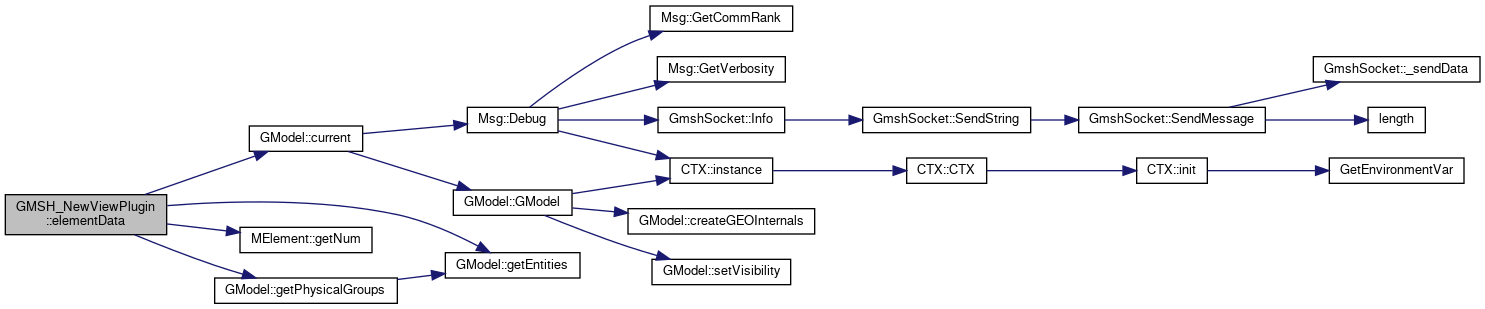 GMSH_NewViewPlugin
::elementData
GModel::current
MElement::getNum
GModel::getPhysicalGroups
Msg::Debug
GModel::GModel
GModel::getEntities
Msg::GetCommRank
Msg::GetVerbosity
GmshSocket::Info
CTX::instance
GModel::createGEOInternals
GModel::setVisibility
GmshSocket::SendString
CTX::CTX
GmshSocket::SendMessage
CTX::init
GmshSocket::_sendData
length
GetEnvironmentVar